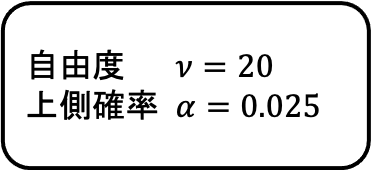 自由度 ν = 20
上側確率 α = 0.025